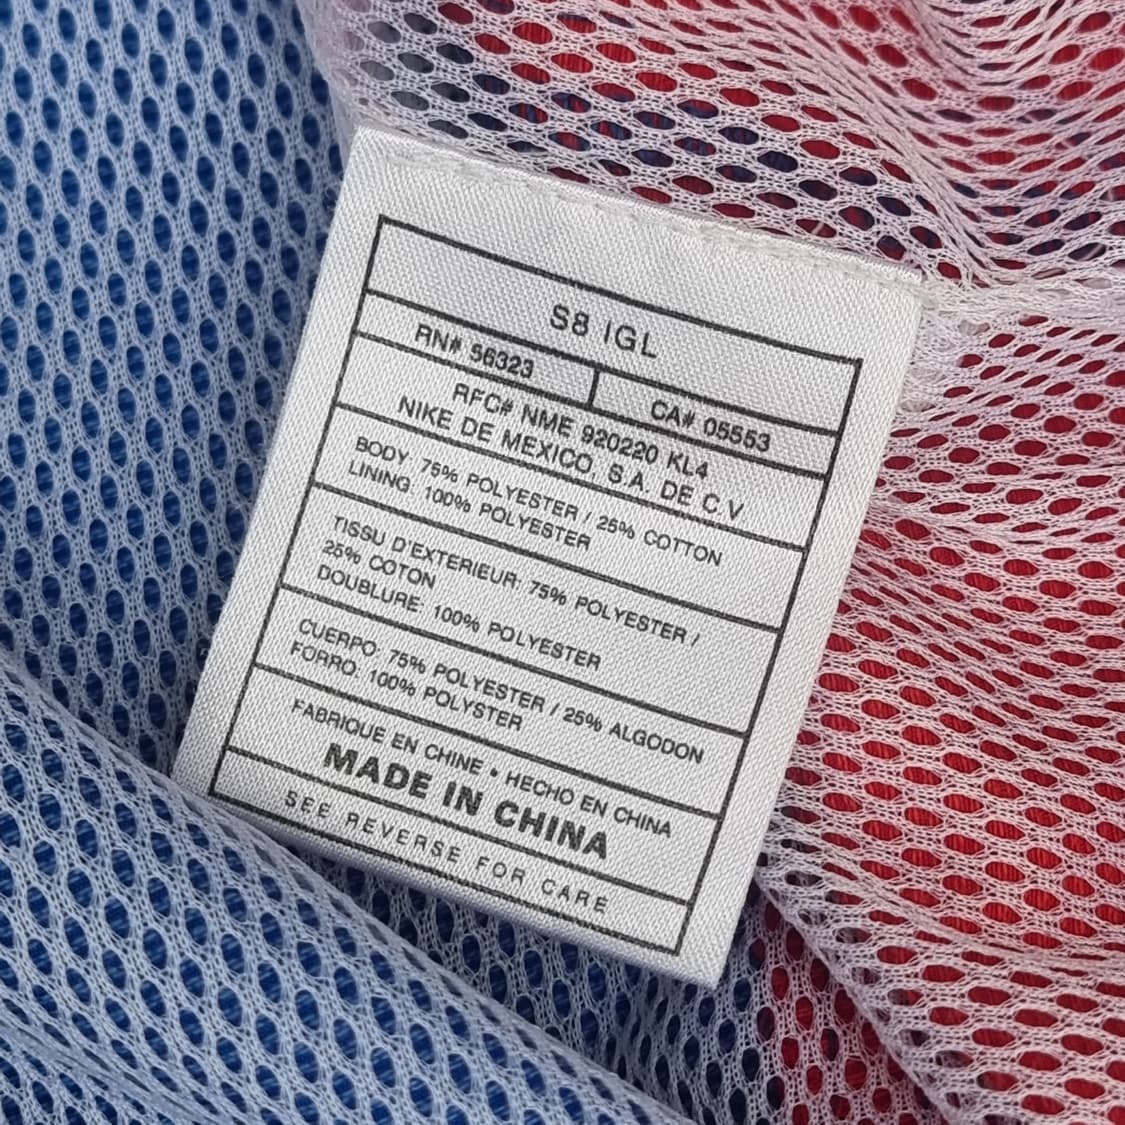 S8 IGL
RN# 56323 CA# 05553
RFC# NME 920220 KL4
NIKE DE MEXICO, S.A. DE C.V
BODY: 75% POLYESTER / 25% COTTON
LINING: 100% POLYESTER
TISSU D'EXTERIEUR: 75% POLYESTER /
25% COTON
DOUBLURE: 100% POLYESTER
CUERPO: 75% POLYESTER / 25% ALGODON
FORRO: 100% POLYSTER
FABRIQUE EN CHINE • HECHO EN CHINA
MADE IN CHINA
SEE REVERSE FOR CARE